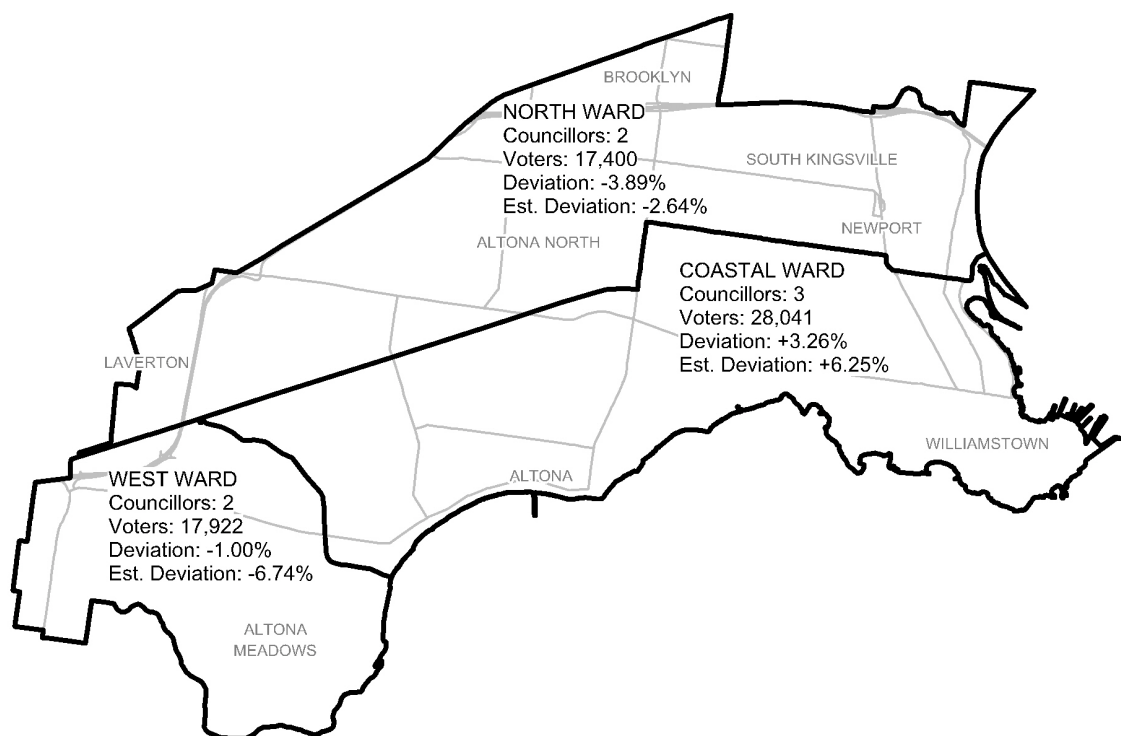 BROOKLYN
NORTH WARD
Councillors: 2
Voters: 17,400
Deviation: -3.89%
Est. Deviation: -2.64%
SOUTH KINGSVILLE
NEWPORT
ALTONA NORTH
COASTAL WARD
Councillors: 3
Voters: 28,041
Deviation: +3.26%
Est. Deviation: +6.25%
LAVERTON
WILLIAMSTOWN
ALTONA
WEST WARD
Councillors: 2
Voters: 17,922
Deviation: -1.00%
Est. Deviation: -6.74%
ALTONA
MEADOWS